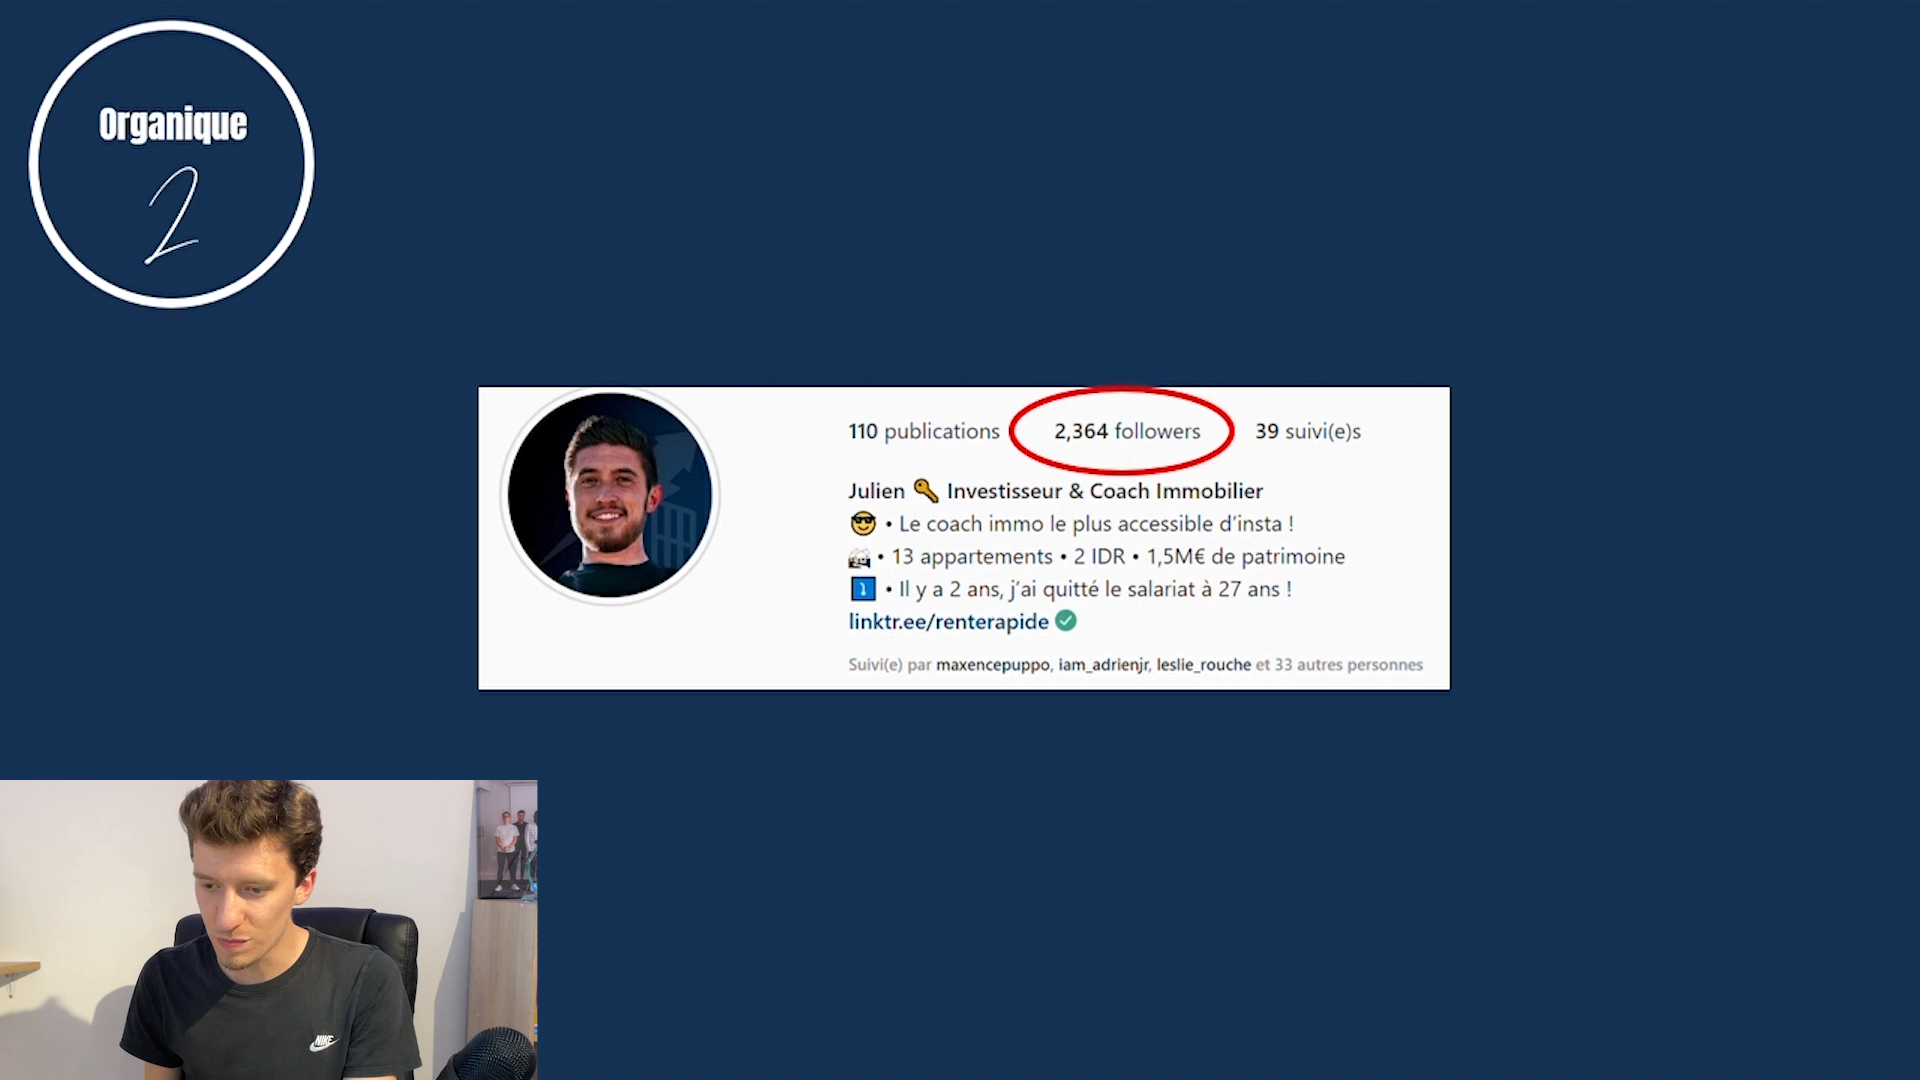 Organique
2
110 publications 2,364 followers 39 suivi(e)s
Julien 🔑 Investisseur & Coach Immobilier
😎 • Le coach immo le plus accessible d’insta !
• 13 appartements • 2 IDR • 1,5M€ de patrimoine
⤵️ • Il y a 2 ans, j’ai quitté le salariat à 27 ans !
linktr.ee/renterapide ✅
Suivi(e) par maxencepuppo, iam_adrienjr, leslie_rouche et 33 autres personnes
NIKE